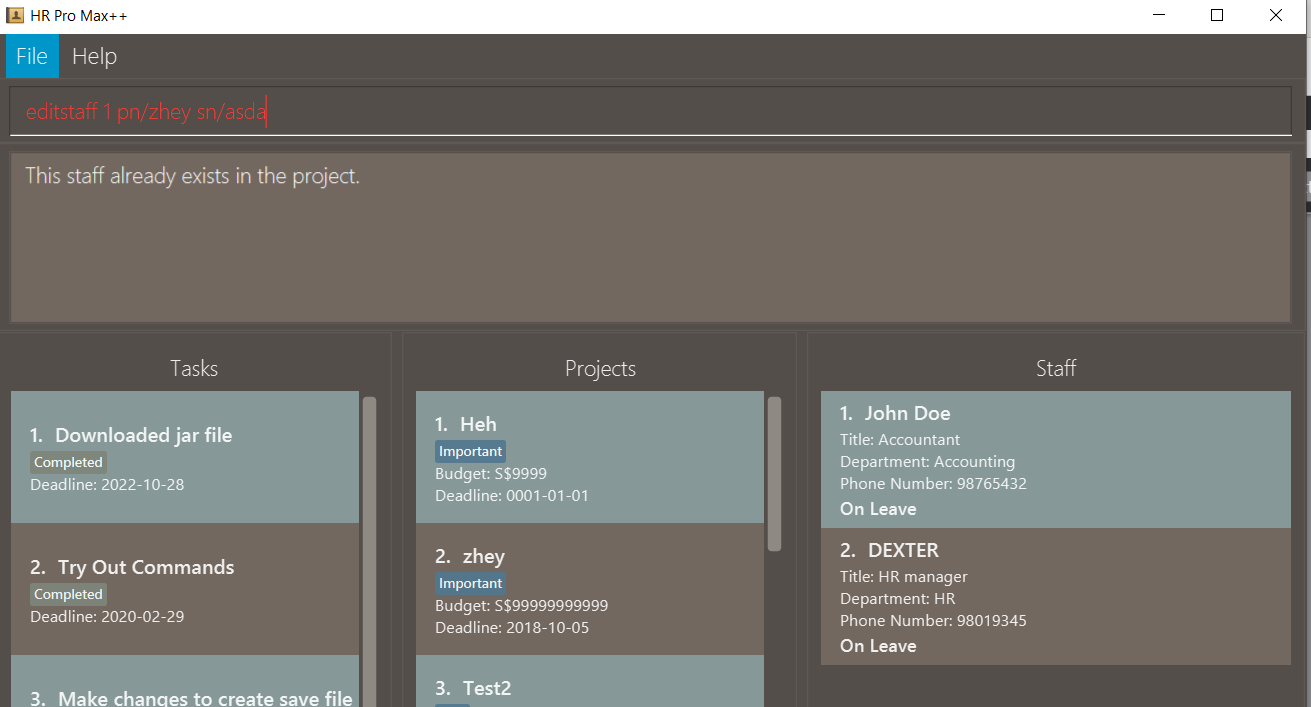 HR Pro Max++
File Help
editstaff 1 pn/zhey sn/asda
This staff already exists in the project.
Tasks
1. Downloaded jar file
Completed
Deadline: 2022-10-28
2. Try Out Commands
Completed
Deadline: 2020-02-29
3. Make changes to create save file
Projects
1. Heh
Important
Budget: S$9999
Deadline: 0001-01-01
2. zhey
Important
Budget: S$99999999999
Deadline: 2018-10-05
3. Test2
Staff
1. John Doe
Title: Accountant
Department: Accounting
Phone Number: 98765432
On Leave
2. DEXTER
Title: HR manager
Department: HR
Phone Number: 98019345
On Leave